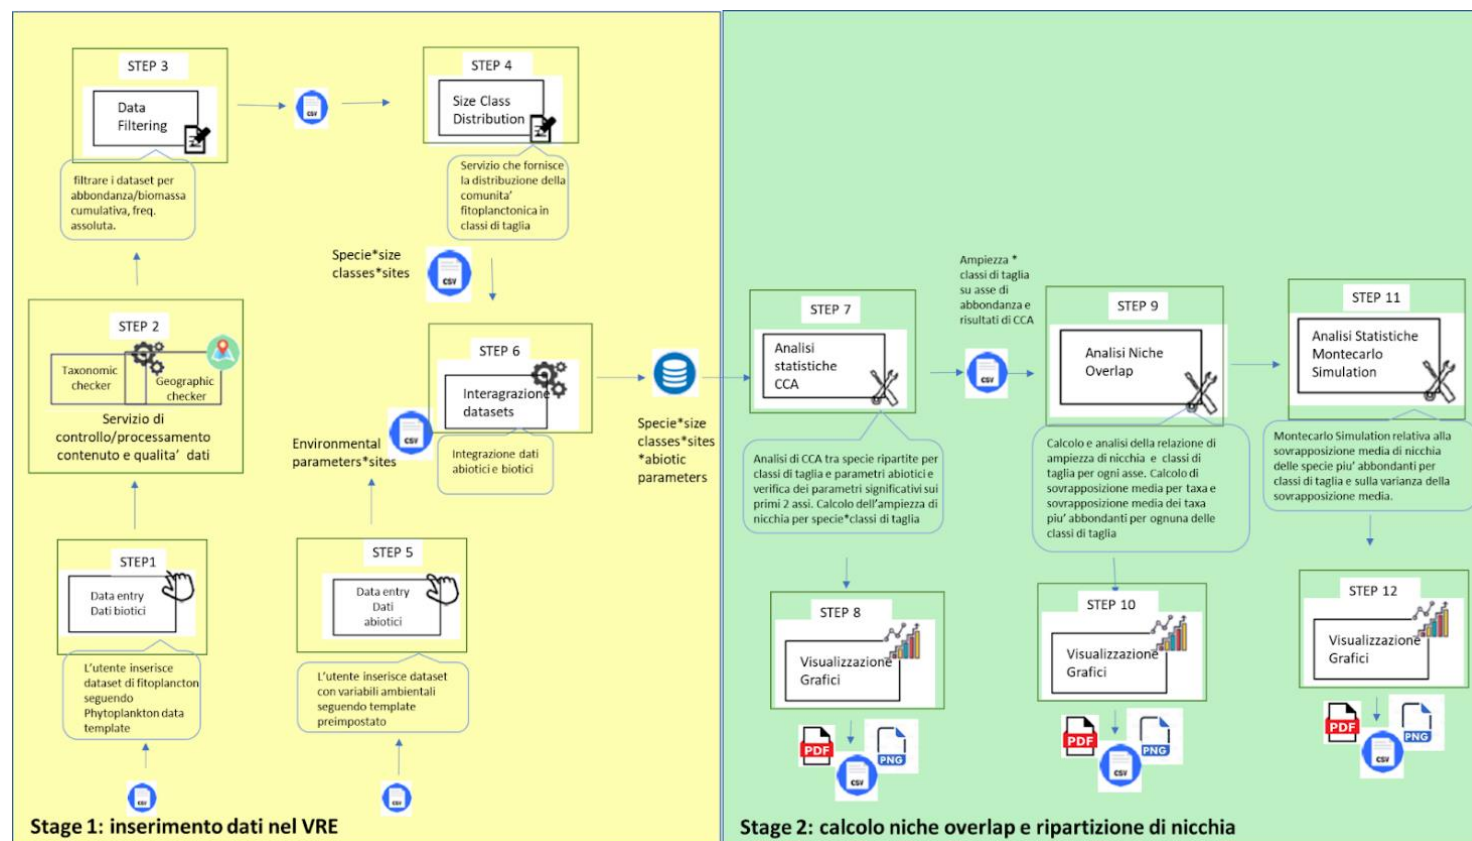 STEP 3
Data
Filtering
filtrare i dataset per
abbondanza/biomassa
cumulativa, freq.
assoluta.
CSV
STEP 4
Size Class
Distribution
Servizio che fornisce
la distribuzione della
comunita'
fitoplanctonica in
classi di taglia
Specie*size
classes*sites
CSV
STEP 2
Taxonomic
checker
Geographic
checker
Servizio di
controllo/processamento
contenuto e qualita' dati
STEP 6
Interagrazione
datasets
Integrazione dati
abiotici e biotici
Environmental
parameters*sites
CSV
Specie*size
classes*sites
*abiotic
parameters
STEP1
Data entry
Dati biotici
L'utente inserisce
dataset di fitoplancton
seguendo
Phytoplankton data
template
CSV
STEP 5
Data entry
Dati
abiotici
L'utente inserisce dataset
con variabili ambientali
seguendo template
preimpostato
CSV
Stage 1: inserimento dati nel VRE
STEP 7
Analisi
statistiche
CCA
Analisi di CCA tra specie ripartite per
classi di taglia e parametri abiotici e
verifica dei parametri significativi sui
primi 2 assi. Calcolo dell'ampiezza di
nicchia per specie*classi di taglia
Ampiezza *
classi di taglia
su asse di
abbondanza e
risultati di CCA
CSV
STEP 9
Analisi Niche
Overlap
Calcolo e analisi della relazione di
ampiezza di nicchia e classi di
taglia per ogni asse. Calcolo di
sovrapposizione media per taxa e
sovrapposizione media dei taxa
piu' abbondanti per ognuna delle
classi di taglia
STEP 11
Analisi Statistiche
Montecarlo
Simulation
Montecarlo Simulation relativa alla
sovrapposizione media di nicchia
delle specie piu' abbondanti per
classi di taglia e sulla varianza della
sovrapposizione media.
STEP 8
Visualizzazione
Grafici
PDF
CSV
PNG
STEP 10
Visualizzazione
Grafici
PDF
CSV
PNG
STEP 12
Visualizzazione
Grafici
PDF
CSV
PNG
Stage 2: calcolo niche overlap e ripartizione di nicchia